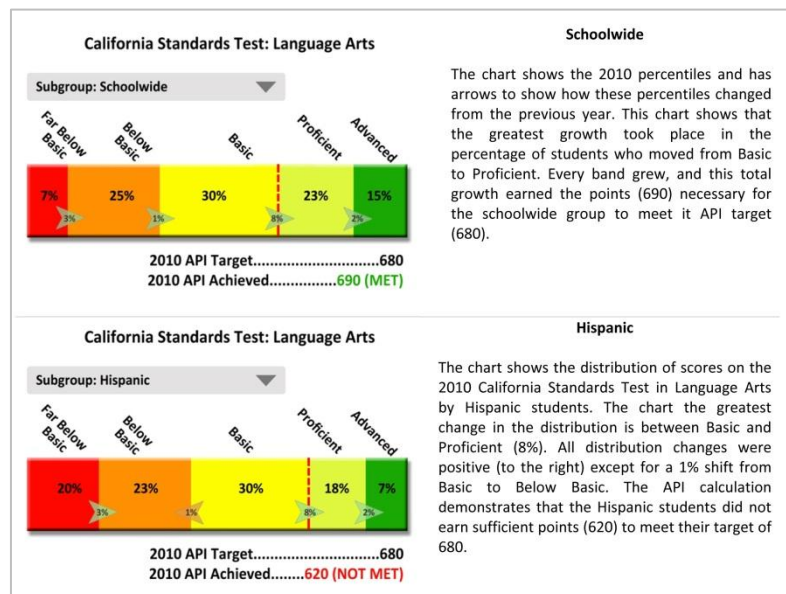 California Standards Test: Language Arts
Subgroup: Schoolwide
Far Below
Basic
Below
Basic
Basic
Proficient
Advanced
7%
25%
30%
23%
15%
3%
1%
8%
2%
2010 API Target..............................680
2010 API Achieved................690 (MET)
Schoolwide
The chart shows the 2010 percentiles and has
arrows to show how these percentiles changed
from the previous year. This chart shows that
the greatest growth took place in the
percentage of students who moved from Basic
to Proficient. Every band grew, and this total
growth earned the points (690) necessary for
the schoolwide group to meet it API target
(680).
California Standards Test: Language Arts
Subgroup: Hispanic
Far Below
Basic
Below
Basic
Basic
Proficient
Advanced
20%
23%
30%
18%
7%
3%
1%
8%
2%
2010 API Target..............................680
2010 API Achieved........620 (NOT MET)
Hispanic
The chart shows the distribution of scores on the
2010 California Standards Test in Language Arts
by Hispanic students. The chart the greatest
change in the distribution is between Basic and
Proficient (8%). All distribution changes were
positive (to the right) except for a 1% shift from
Basic to Below Basic. The API calculation
demonstrates that the Hispanic students did not
earn sufficient points (620) to meet their target of
680.